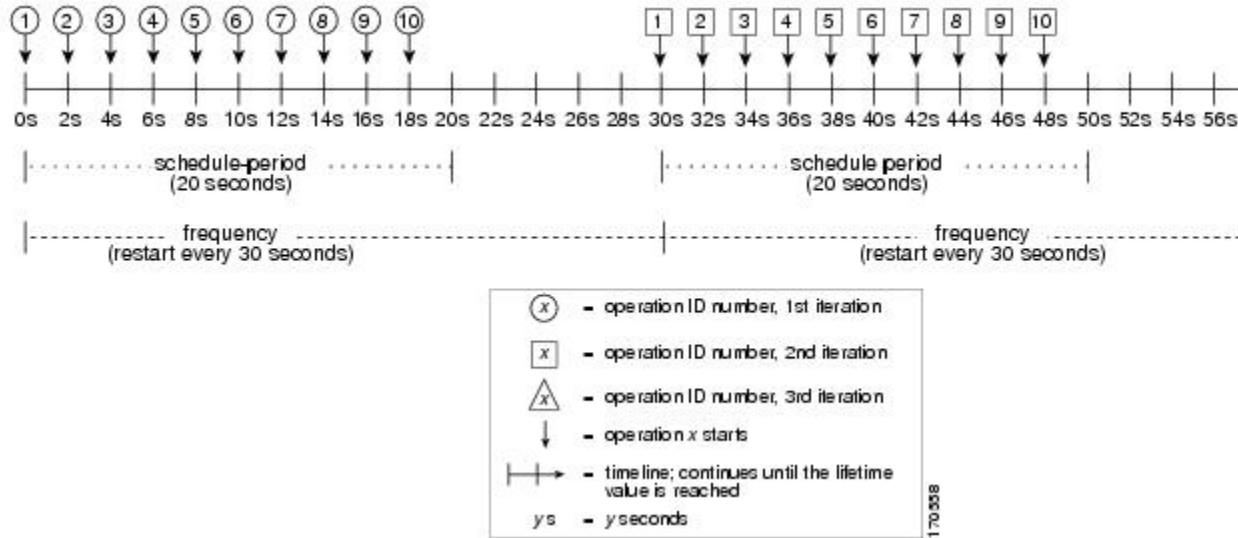 1 2 3 4 5 6 7 8 9 10 1 2 3 4 5 6 7 8 9 10
0s 2s 4s 6s 8s 10s 12s 14s 16s 18s 20s 22s 24s 26s 28s 30s 32s 34s 36s 38s 40s 42s 44s 46s 48s 50s 52s 54s 56s
schedule-period
(20 seconds)
schedule period
(20 seconds)
frequency
(restart every 30 seconds)
frequency
(restart every 30 seconds)
x = operation ID number, 1st iteration
x = operation ID number, 2nd iteration
x = operation ID number, 3rd iteration
= operation x starts
= timeline; continues until the lifetime
value is reached
y s = y seconds
170558